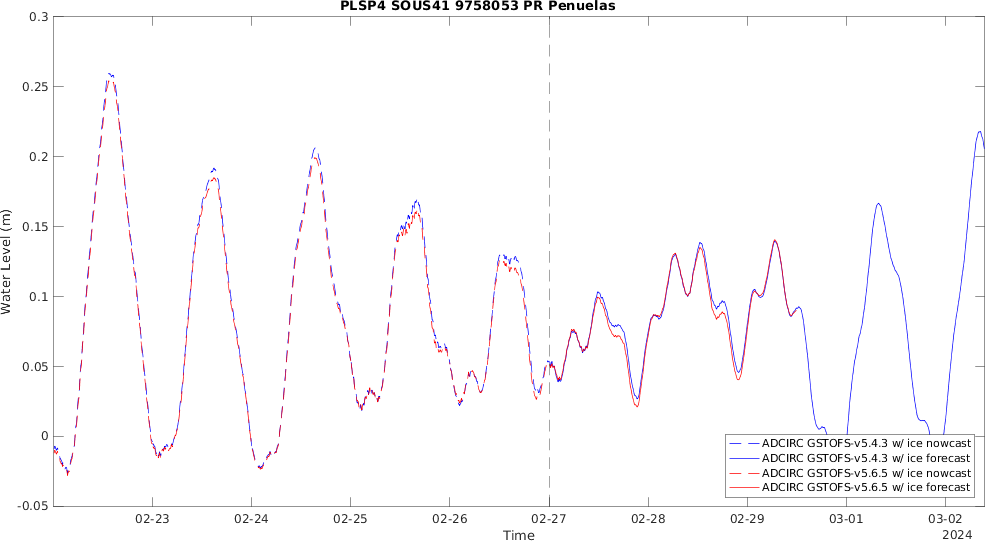 PLSP4 SOUS41 9758053 PR Penuelas
0.3
0.25
0.2
0.15
0.1
0.05
0
-0.05
Water Level (m)
02-23 02-24 02-25 02-26 02-27 02-28 02-29 03-01 03-02
Time
2024
ADCIRC GSTOFS-v5.4.3 w/ ice nowcast
ADCIRC GSTOFS-v5.4.3 w/ ice forecast
ADCIRC GSTOFS-v5.6.5 w/ ice nowcast
ADCIRC GSTOFS-v5.6.5 w/ ice forecast